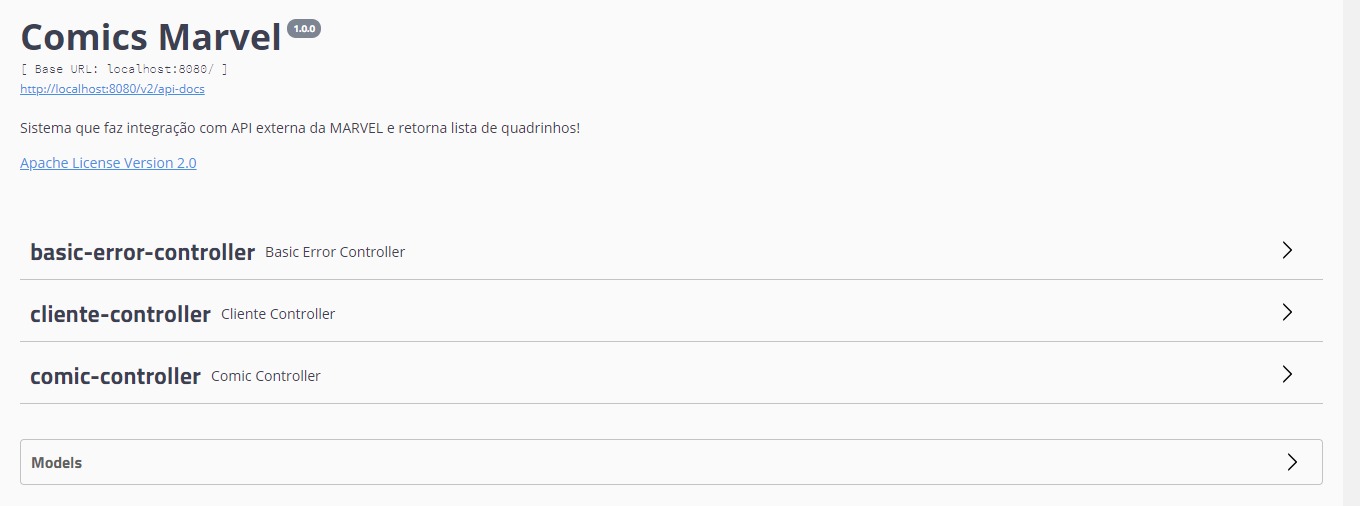 Comics Marvel 1.0.0
[ Base URL: localhost:8080/ ]
http://localhost:8080/v2/api-docs
Sistema que faz integração com API externa da MARVEL e retorna lista de quadrinhos!
Apache License Version 2.0
basic-error-controller Basic Error Controller
cliente-controller Cliente Controller
comic-controller Comic Controller
Models